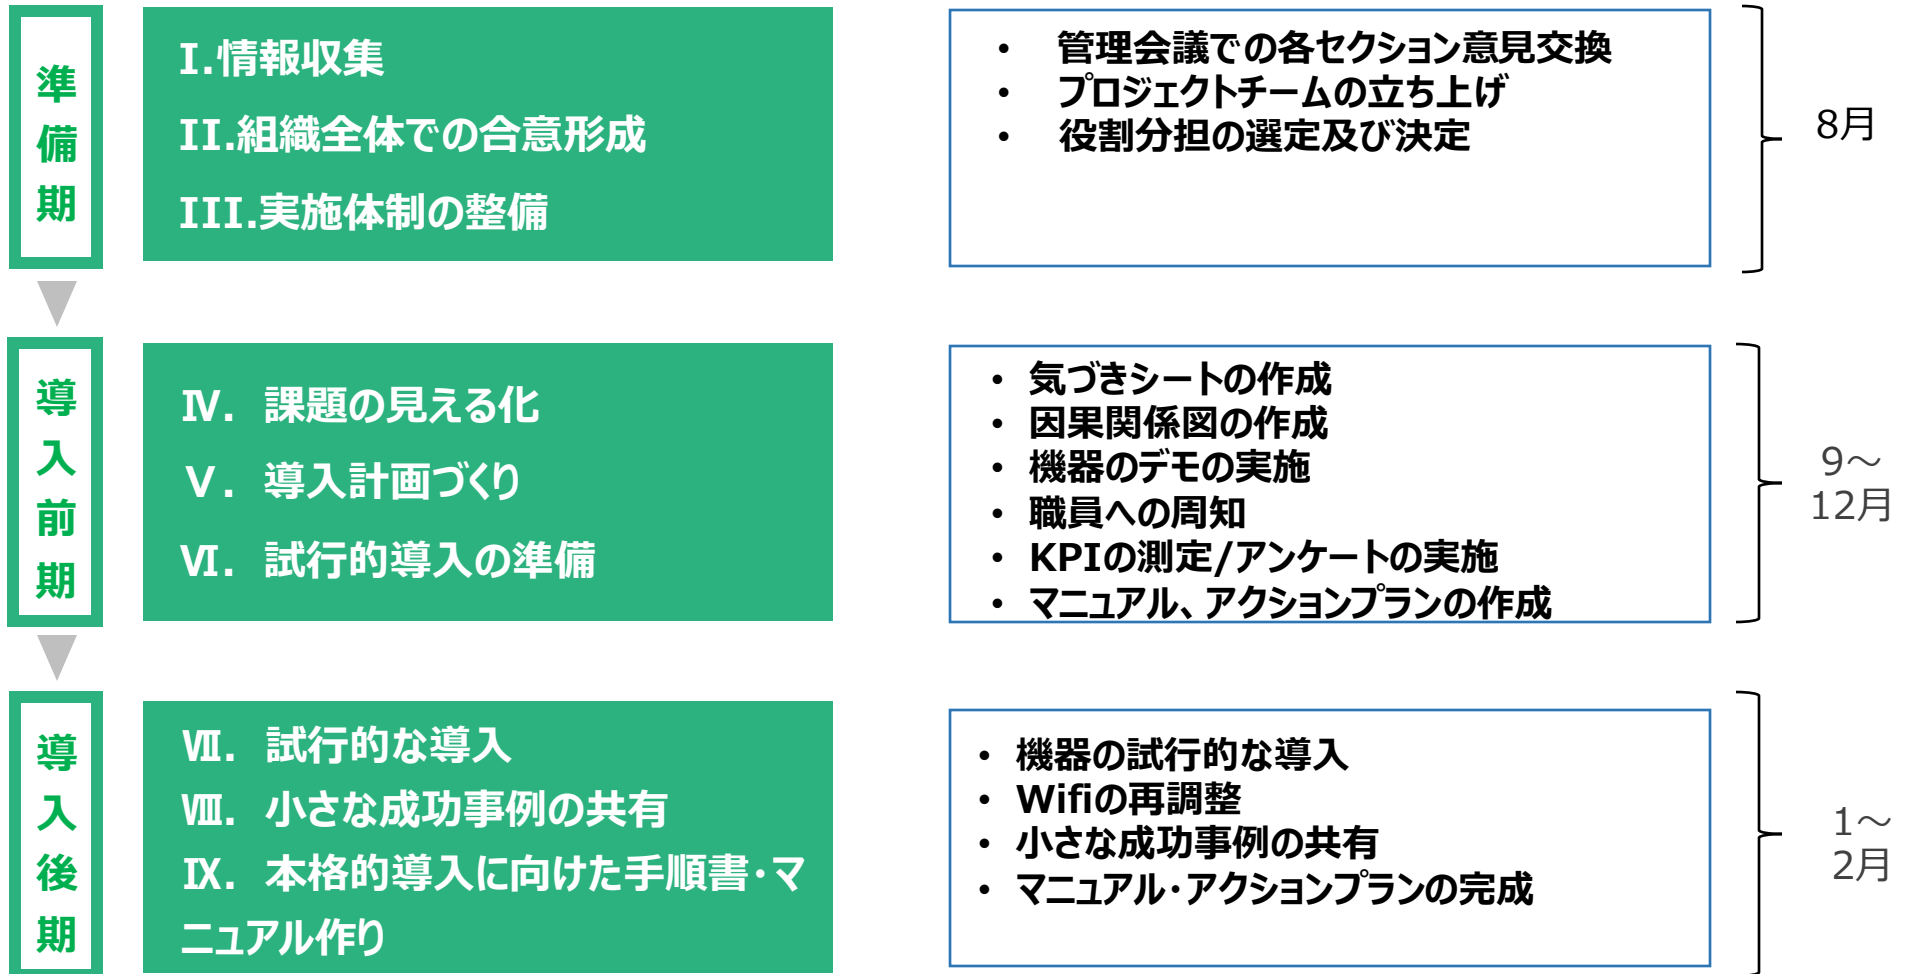 準備期
I.情報収集
II.組織全体での合意形成
III.実施体制の整備
• 管理会議での各セクション意見交換
• プロジェクトチームの立ち上げ
• 役割分担の選定及び決定
8月
導入前期
Ⅳ. 課題の見える化
Ⅴ. 導入計画づくり
Ⅵ. 試行的導入の準備
• 気づきシートの作成
• 因果関係図の作成
• 機器のデモの実施
• 職員への周知
• KPIの測定/アンケートの実施
• マニュアル、アクションプランの作成
9～
12月
導入後期
Ⅶ. 試行的な導入
Ⅷ. 小さな成功事例の共有
Ⅸ. 本格的導入に向けた手順書・マ
ニュアル作り
• 機器の試行的な導入
• Wifiの再調整
• 小さな成功事例の共有
• マニュアル・アクションプランの完成
1～
2月